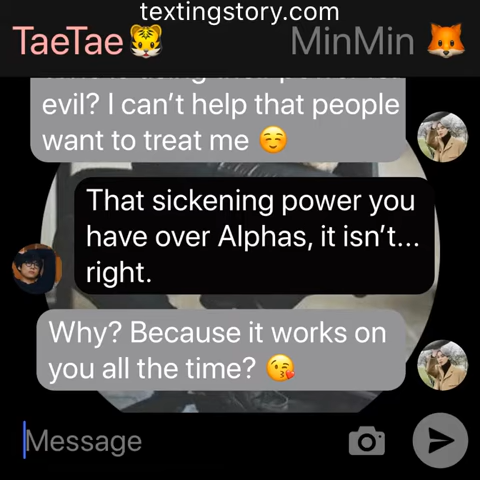 textingstory.com
TaeTae🐯 MinMin 🦊
evil? I can't help that people
want to treat me ☺️
That sickening power you
have over Alphas, it isn't...
right.
Why? Because it works on
you all the time? 😘
Message